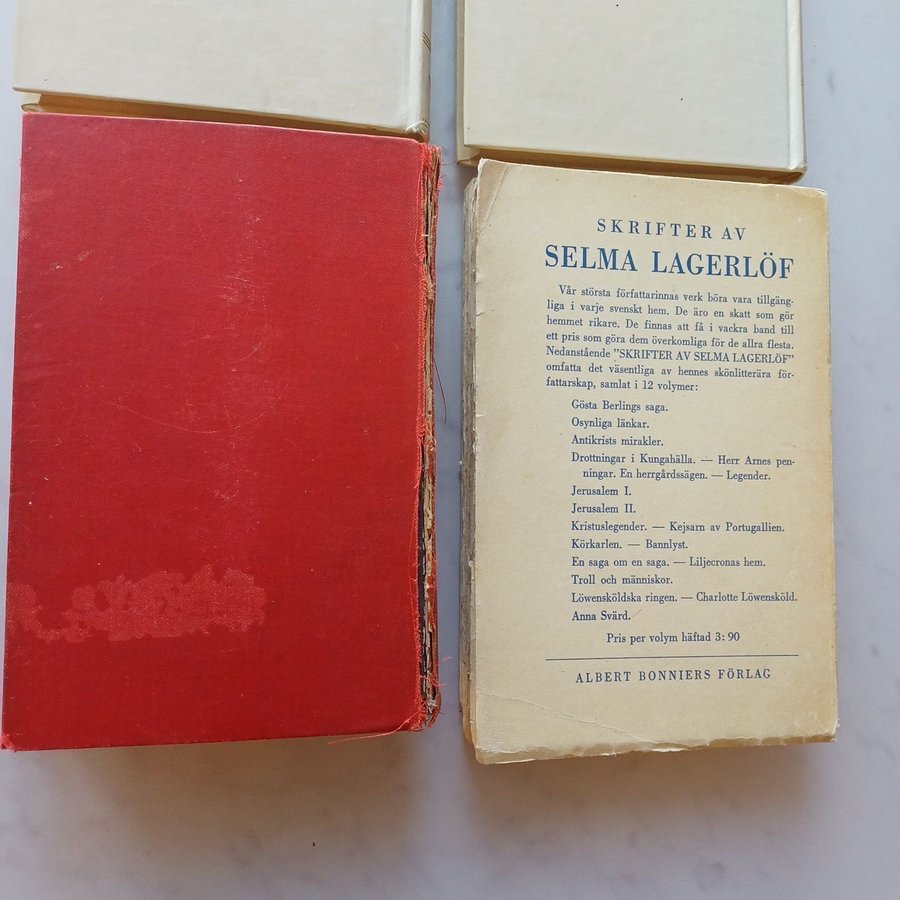 SKRIFTER AV
SELMA LAGERLÖF
Vår största författarinnas verk böra vara tillgäng-
liga i varje svenskt hem. De äro en skatt som gör
hemmet rikare. De finnas att få i vackra band till
ett pris som göra dem överkomliga för de allra flesta.
Nedanstående "SKRIFTER AV SELMA LAGERLÖF"
omfatta det väsentliga av hennes skönlitterära för-
fattarskap, samlat i 12 volymer:
Gösta Berlings saga.
Osynliga länkar.
Antikrists mirakler.
Drottningar i Kungahälla. — Herr Arnes pen-
ningar. En herrgårdssägen. — Legender.
Jerusalem I.
Jerusalem II.
Kristuslegender. — Kejsarn av Portugallien.
Körkarlen. — Bannlyst.
En saga om en saga. — Liljecronas hem.
Troll och människor.
Löwensköldska ringen. — Charlotte Löwensköld.
Anna Svärd.
Pris per volym häftad 3: 90
ALBERT BONNIERS FÖRLAG